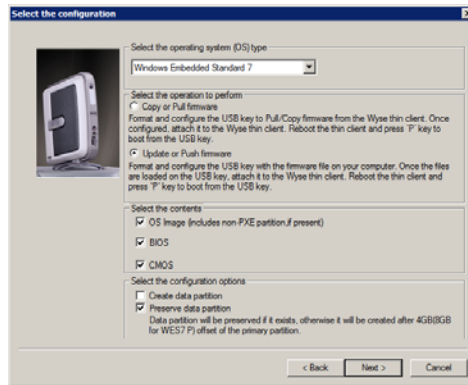 Select the configuration
Select the operating system (OS) type
Windows Embedded Standard 7
Select the operation to perform
Copy or Pull firmware
Format and configure the USB key to Pull/Copy firmware from the Wyse thin client. Once
configured, attach it to the Wyse thin client. Reboot the thin client and press 'P' key to
boot from the USB key.
Update or Push firmware
Format and configure the USB key with the firmware file on your computer. Once the files
are loaded on the USB key, attach it to the Wyse thin client. Reboot the thin client and
press 'P' key to boot from the USB key.
Select the contents
OS Image (includes non-PXE partition,if present)
BIOS
CMOS
Select the configuration options
Create data partition
Preserve data partition
Data partition will be preserved if it exists, otherwise it will be created after 4GB(8GB
for WES7 P) offset of the primary partition.
< Back Next > Cancel